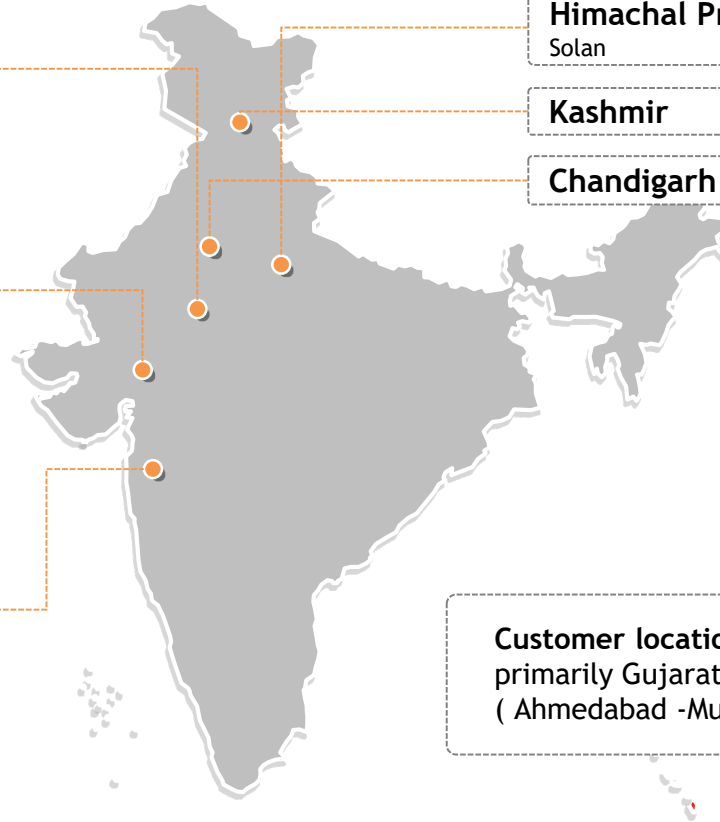 Himachal Pr
Solan
Kashmir
Chandigarh
Customer locatio
primarily Gujarat
( Ahmedabad -Mu